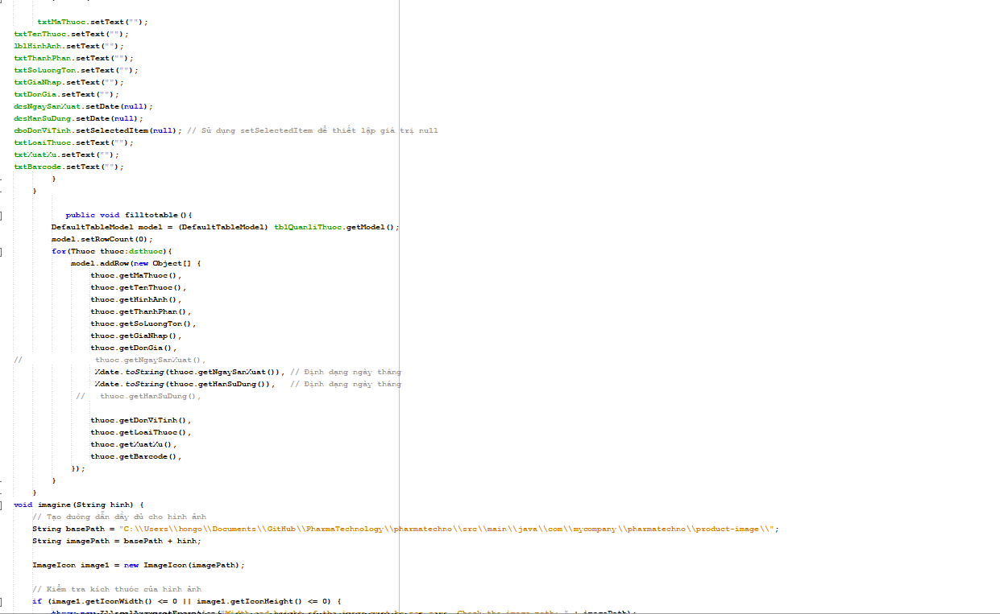 txtMaThuoc.setText("");
txtTenThuoc.setText("");
lblHinhAnh.setText("");
txtThanhPhan.setText("");
txtSoLuongTon.setText("");
txtGiaNhap.setText("");
txtDonGia.setText("");
dcsNgaySanXuat.setDate(null);
dcsHanSuDung.setDate(null);
cboDonViTinh.setSelectedItem(null); // Sử dụng setSelectedItem để thiết lập giá trị null
txtLoaiThuoc.setText("");
txtXuatXu.setText("");
txtBarcode.setText("");
}
}
public void filltotable(){
DefaultTableModel model = (DefaultTableModel) tblQuanliThuoc.getModel();
model.setRowCount(0);
for(Thuoc thuoc:dsthuoc){
model.addRow(new Object[] {
thuoc.getMaThuoc(),
thuoc.getTenThuoc(),
thuoc.getHinhAnh(),
thuoc.getThanhPhan(),
thuoc.getSoLuongTon(),
thuoc.getGiaNhap(),
thuoc.getDonGia(),
// thuoc.getNgaySanXuat(),
Xdate.toString(thuoc.getNgaySanXuat()), // Định dạng ngày tháng
Xdate.toString(thuoc.getHanSuDung()), // Định dạng ngày tháng
// thuoc.getHanSuDung(),
thuoc.getDonViTinh(),
thuoc.getLoaiThuoc(),
thuoc.getXuatXu(),
thuoc.getBarcode(),
});
}
}
void imagine(String hinh) {
// Tạo đường dẫn đầy đủ cho hình ảnh
String basePath = "C:\\Users\\hongo\\Documents\\GitHub\\PharmaTechnology\\pharmatechno\\src\\main\\java\\com\\mycompany\\pharmatechno\\product-image\\";
String imagePath = basePath + hinh;
ImageIcon image1 = new ImageIcon(imagePath);
// Kiểm tra kích thước của hình ảnh
if (image1.getIconWidth() <= 0 || image1.getIconHeight() <= 0) {